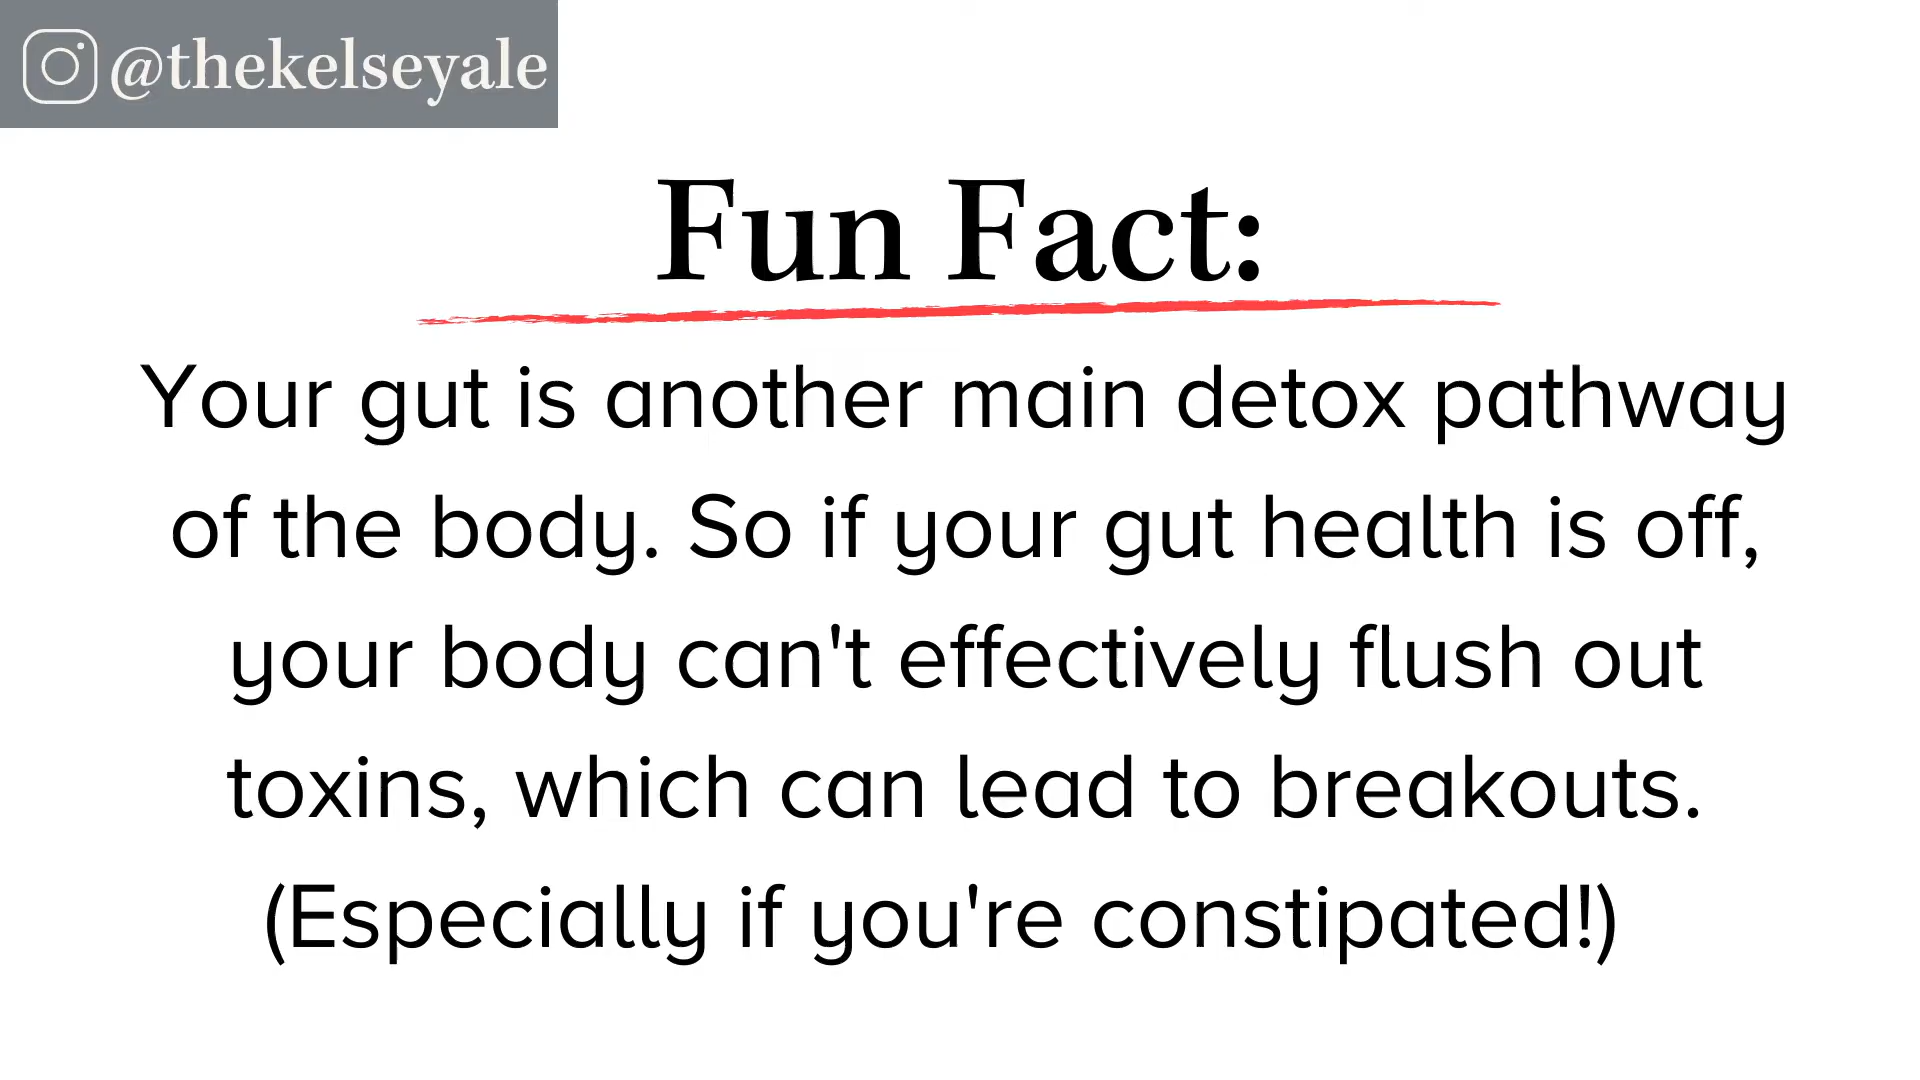 @thekelseyale
Fun Fact:
Your gut is another main detox pathway
of the body. So if your gut health is off,
your body can't effectively flush out
toxins, which can lead to breakouts.
(Especially if you're constipated!)